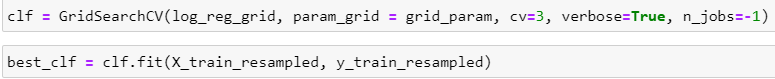 clf = GridSearchCV(log_reg_grid, param_grid = grid_param, cv=3, verbose=True, n_jobs=-1)
best_clf = clf.fit(X_train_resampled, y_train_resampled)